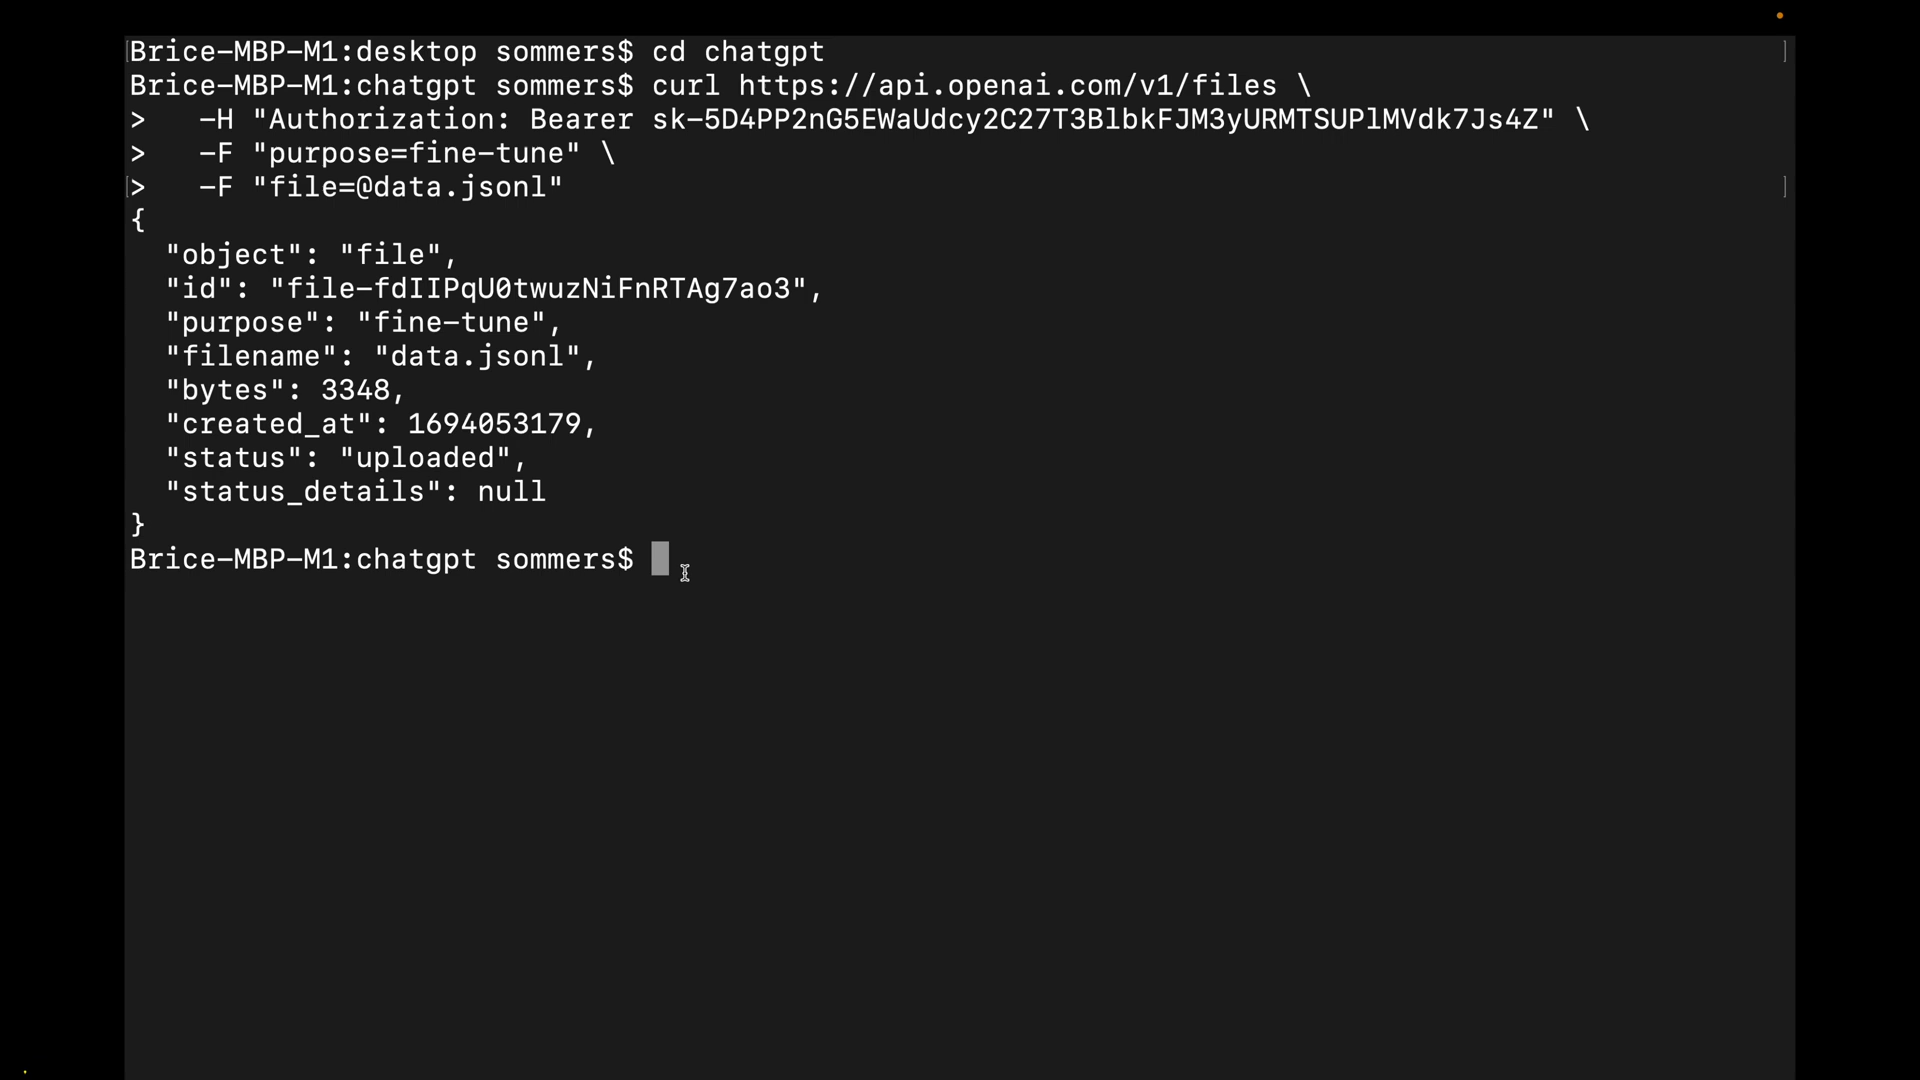 Brice-MBP-M1:desktop sommers$ cd chatgpt
Brice-MBP-M1:chatgpt sommers$ curl https://api.openai.com/v1/files \
>   -H "Authorization: Bearer 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" \
>   -F "purpose=fine-tune" \
>   -F "file=@data.jsonl"
{
  "object": "file",
  "id": "file-fdIIPqU0twuzNiFnRTAg7ao3",
  "purpose": "fine-tune",
  "filename": "data.jsonl",
  "bytes": 3348,
  "created_at": 1694053179,
  "status": "uploaded",
  "status_details": null
}
Brice-MBP-M1:chatgpt sommers$